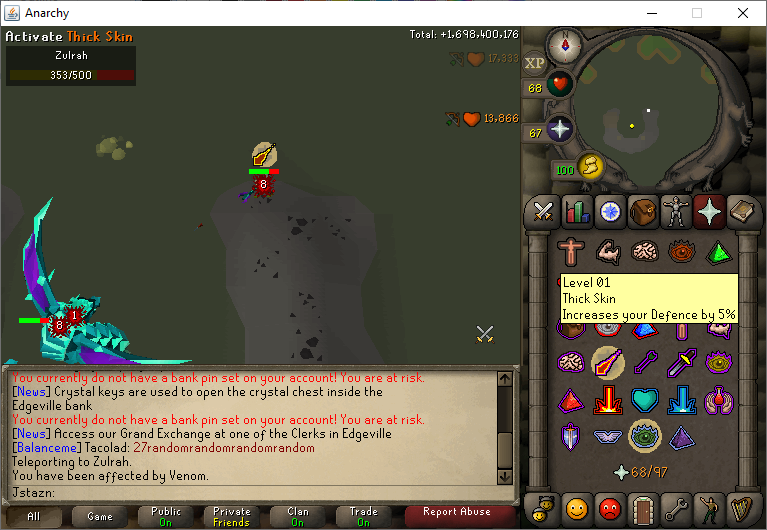 Anarchy
Activate Thick Skin
Total: +1,698,400,176
Zulrah
353/500
17,333
13,866
XP
68
67
100
8
8
1
Level 01
Thick Skin
Increases your Defence by 5%
68/97
You currently do not have a bank pin set on your account! You are at risk.
[News] Crystal keys are used to open the crystal chest inside the
Edgeville bank
You currently do not have a bank pin set on your account! You are at risk.
[News] Access our Grand Exchange at one of the Clerks in Edgeville
[Balanceme] Tacolad: 27randomrandomrandomrandom
Teleporting to Zulrah.
You have been affected by Venom.
Jstazn:
All
Game
Public
On
Private
Friends
Clan
On
Trade
On
Report Abuse